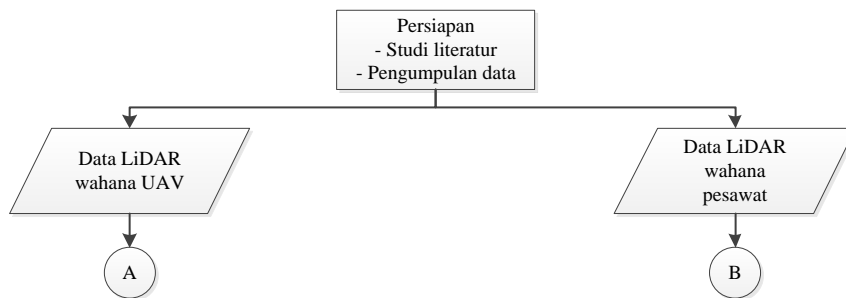 Persiapan
- Studi literatur
- Pengumpulan data
Data LiDAR
wahana UAV
Data LiDAR
wahana
pesawat
A
B